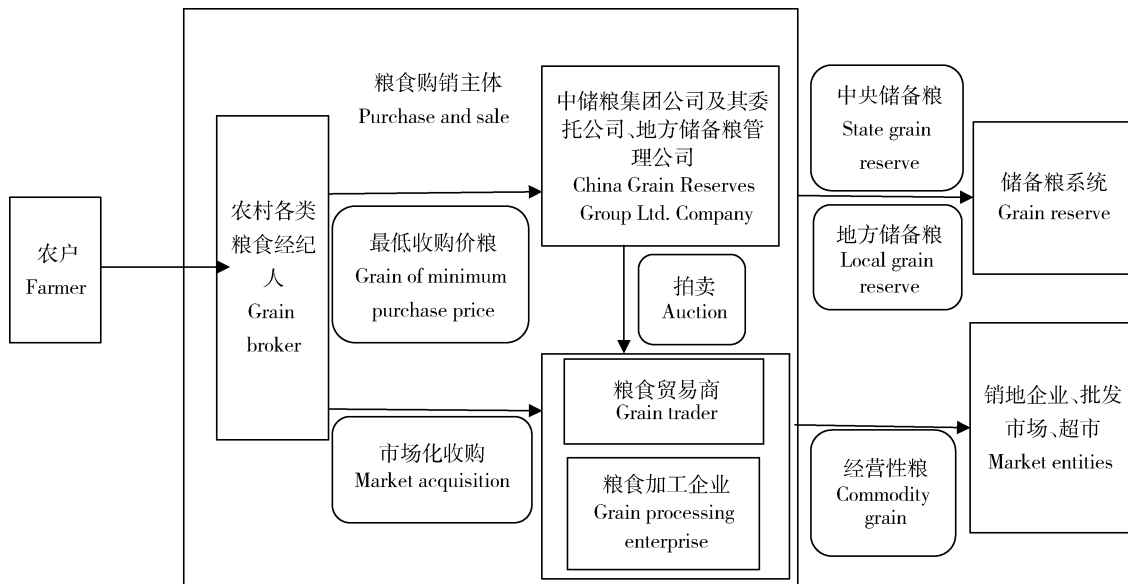 农户
Farmer
农村各类
粮食经纪
人
Grain
broker
粮食购销主体
Purchase and sale
最低收购价粮
Grain of minimum
purchase price
市场化收购
Market acquisition
中储粮集团公司及其委
托公司、地方储备粮管
理公司
China Grain Reserves
Group Ltd. Company
拍卖
Auction
粮食贸易商
Grain trader
粮食加工企业
Grain processing
enterprise
中央储备粮
State grain
reserve
地方储备粮
Local grain
reserve
经营性粮
Commodity
grain
储备粮系统
Grain reserve
销地企业、批发
市场、超市
Market entities